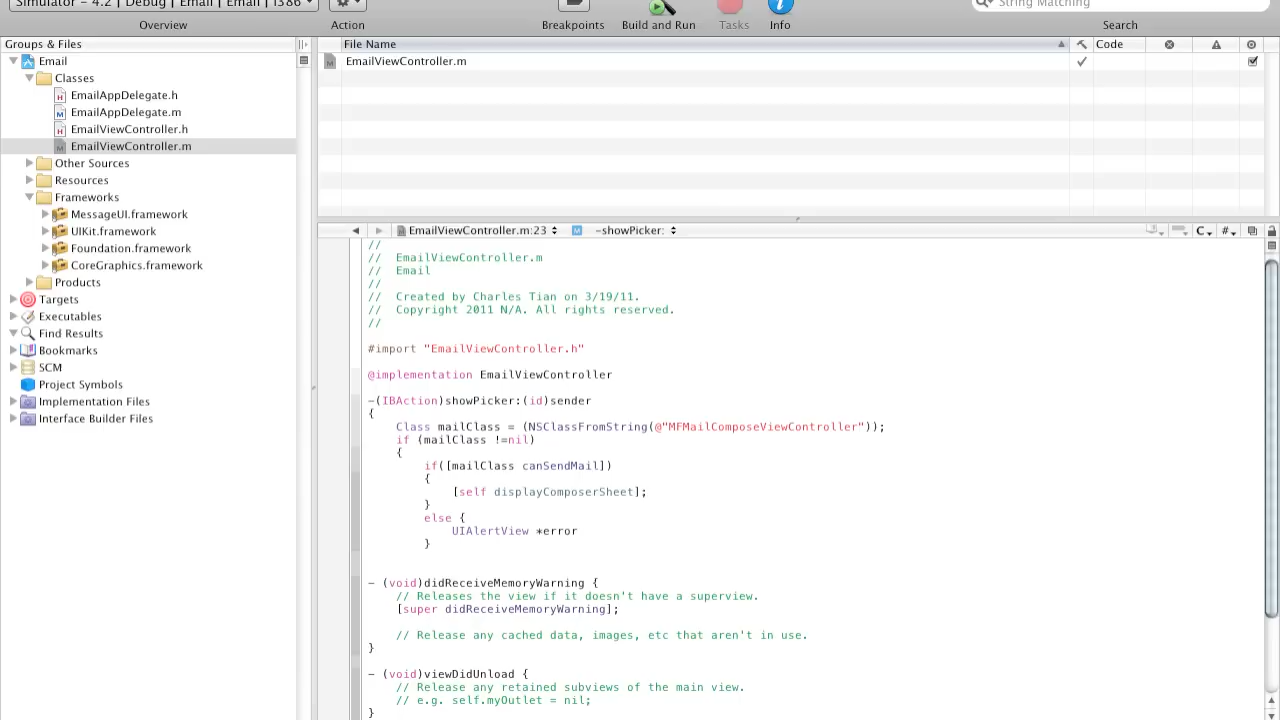 Simulator - 4.2 | Debug | Email | Email | i386
Overview
Action
Breakpoints
Build and Run
Tasks
Info
String Matching
Search
Groups & Files
Email
Classes
EmailAppDelegate.h
EmailAppDelegate.m
EmailViewController.h
EmailViewController.m
Other Sources
Resources
Frameworks
MessageUI.framework
UIKit.framework
Foundation.framework
CoreGraphics.framework
Products
Targets
Executables
Find Results
Bookmarks
SCM
Project Symbols
Implementation Files
Interface Builder Files
File Name
Code
EmailViewController.m
EmailViewController.m:23
M
-showPicker:
C
#
//
//  EmailViewController.m
//  Email
//
//  Created by Charles Tian on 3/19/11.
//  Copyright 2011 N/A. All rights reserved.
//
#import "EmailViewController.h"
@implementation EmailViewController
-(IBAction)showPicker:(id)sender
{
Class mailClass = (NSClassFromString(@"MFMailComposeViewController"));
if (mailClass !=nil)
{
if([mailClass canSendMail])
{
[self displayComposerSheet];
}
else {
UIAlertView *error
}
- (void)didReceiveMemoryWarning {
// Releases the view if it doesn't have a superview.
[super didReceiveMemoryWarning];
// Release any cached data, images, etc that aren't in use.
}
- (void)viewDidUnload {
// Release any retained subviews of the main view.
// e.g. self.myOutlet = nil;
}